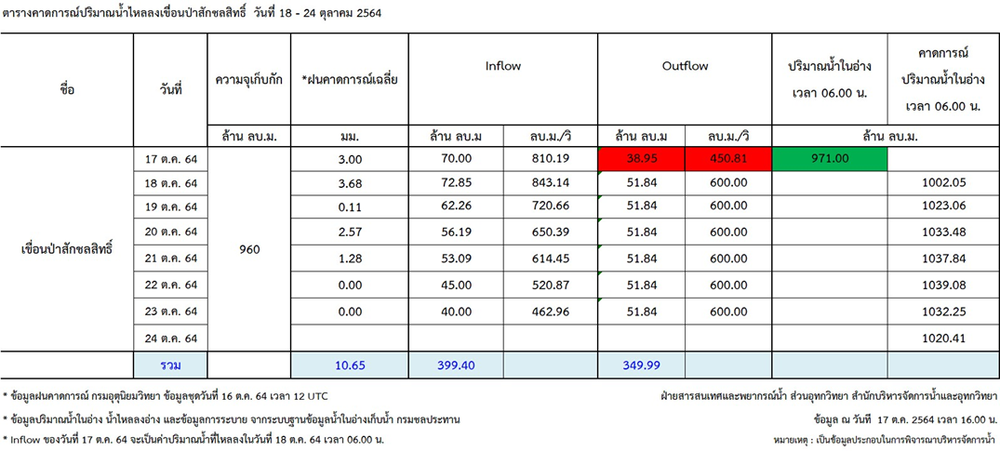 ตารางคาดการณ์ปริมาณน้ำไหลลงเขื่อนป่าสักชลสิทธิ์ วันที่ 18 - 24 ตุลาคม 2564
ชื่อ วันที่ ความจุเก็บกัก *ฝนคาดการณ์เฉลี่ย Inflow Outflow ปริมาณน้ำในอ่าง เวลา 06.00 น. คาดการณ์ ปริมาณน้ำในอ่าง เวลา 06.00 น.
ล้าน ลบ.ม. มม. ล้าน ลบ.ม ลบ.ม./วิ ล้าน ลบ.ม ลบ.ม./วิ ล้าน ลบ.ม.
เขื่อนป่าสักชลสิทธิ์ 960
17 ต.ค. 64 3.00 70.00 810.19 38.95 450.81 971.00
18 ต.ค. 64 3.68 72.85 843.14 51.84 600.00 1002.05
19 ต.ค. 64 0.11 62.26 720.66 51.84 600.00 1023.06
20 ต.ค. 64 2.57 56.19 650.39 51.84 600.00 1033.48
21 ต.ค. 64 1.28 53.09 614.45 51.84 600.00 1037.84
22 ต.ค. 64 0.00 45.00 520.87 51.84 600.00 1039.08
23 ต.ค. 64 0.00 40.00 462.96 51.84 600.00 1032.25
24 ต.ค. 64 1020.41
รวม 10.65 399.40 349.99
* ข้อมูลฝนคาดการณ์ กรมอุตุนิยมวิทยา ข้อมูลชุดวันที่ 16 ต.ค. 64 เวลา 12 UTC
ฝ่ายสารสนเทศและพยากรณ์น้ำ ส่วนอุทกวิทยา สำนักบริหารจัดการน้ำและอุทกวิทยา
* ข้อมูลปริมาณน้ำในอ่าง น้ำไหลลงอ่าง และข้อมูลการระบาย จากระบบฐานข้อมูลน้ำในอ่างเก็บน้ำ กรมชลประทาน
ข้อมูล ณ วันที่ 17 ต.ค. 2564 เวลา 16.00 น.
* Inflow ของวันที่ 17 ต.ค. 64 จะเป็นค่าปริมาณน้ำที่ไหลลงในวันที่ 18 ต.ค. 64 เวลา 06.00 น.
หมายเหตุ : เป็นข้อมูลประกอบในการพิจารณาบริหารจัดการน้ำ